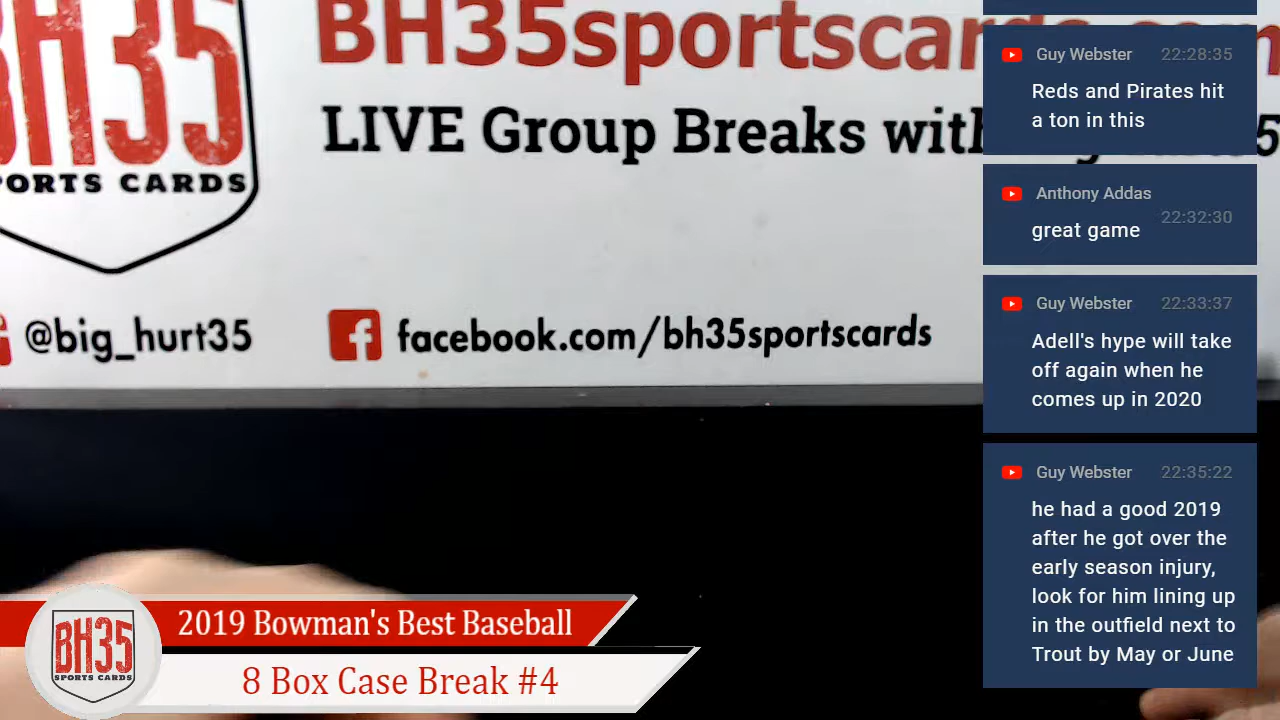 BH35
SPORTS CARDS
BH35sportscards.com
LIVE Group Breaks with
@big_hurt35
facebook.com/bh35sportscards
Guy Webster 22:28:35
Reds and Pirates hit
a ton in this
Anthony Addas
22:32:30
great game
Guy Webster 22:33:37
Adell's hype will take
off again when he
comes up in 2020
Guy Webster 22:35:22
he had a good 2019
after he got over the
early season injury,
look for him lining up
in the outfield next to
Trout by May or June
BH35
SPORTS CARDS
2019 Bowman's Best Baseball
8 Box Case Break #4